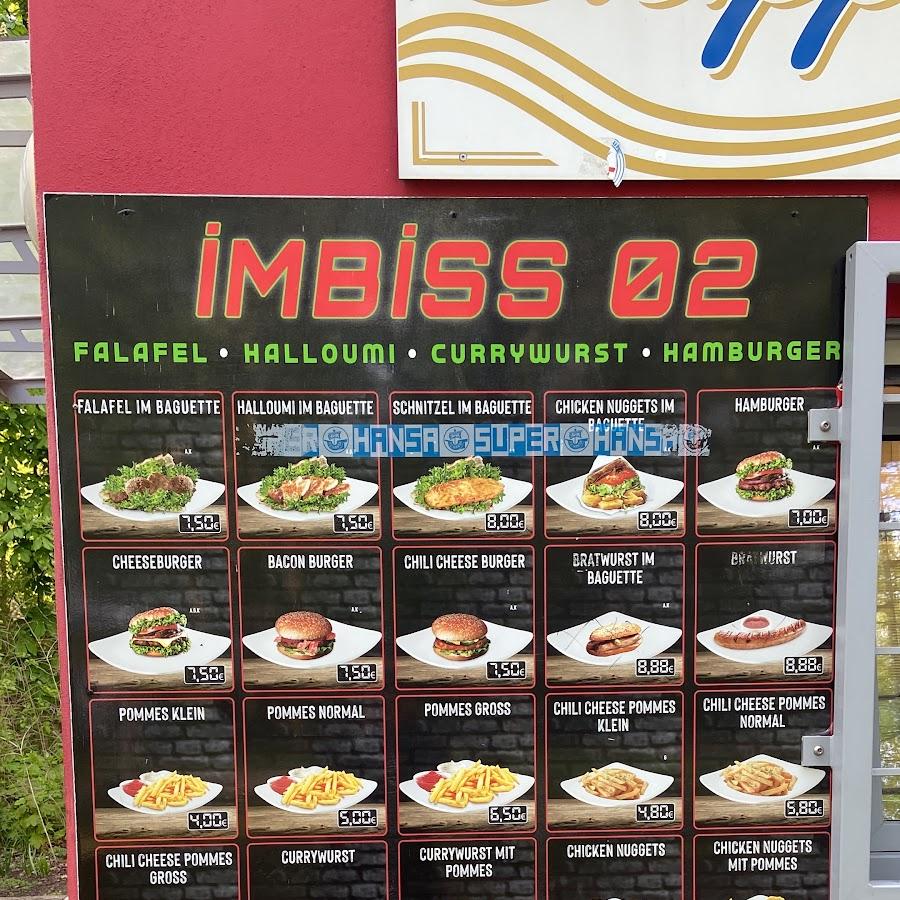 İMBİSS 02
FALAFEL • HALLOUMI • CURRYWURST • HAMBURGER
FALAFEL IM BAGUETTE
7,50€
HALLOUMI IM BAGUETTE
7,50€
SCHNITZEL IM BAGUETTE
8,00€
CHICKEN NUGGETS IM
BAGUETTE
8,00€
HAMBURGER
7,00€
HANSA SUPER HANSA
CHEESEBURGER
7,50€
BACON BURGER
7,50€
CHILI CHEESE BURGER
7,50€
BRATWURST IM
BAGUETTE
8,88€
BRATWURST
8,88€
POMMES KLEIN
4,00€
POMMES NORMAL
5,00€
POMMES GROSS
6,50€
CHILI CHEESE POMMES
KLEIN
4,80€
CHILI CHEESE POMMES
NORMAL
5,80€
CHILI CHEESE POMMES
GROSS
CURRYWURST
CURRYWURST MIT
POMMES
CHICKEN NUGGETS
CHICKEN NUGGETS
MIT POMMES